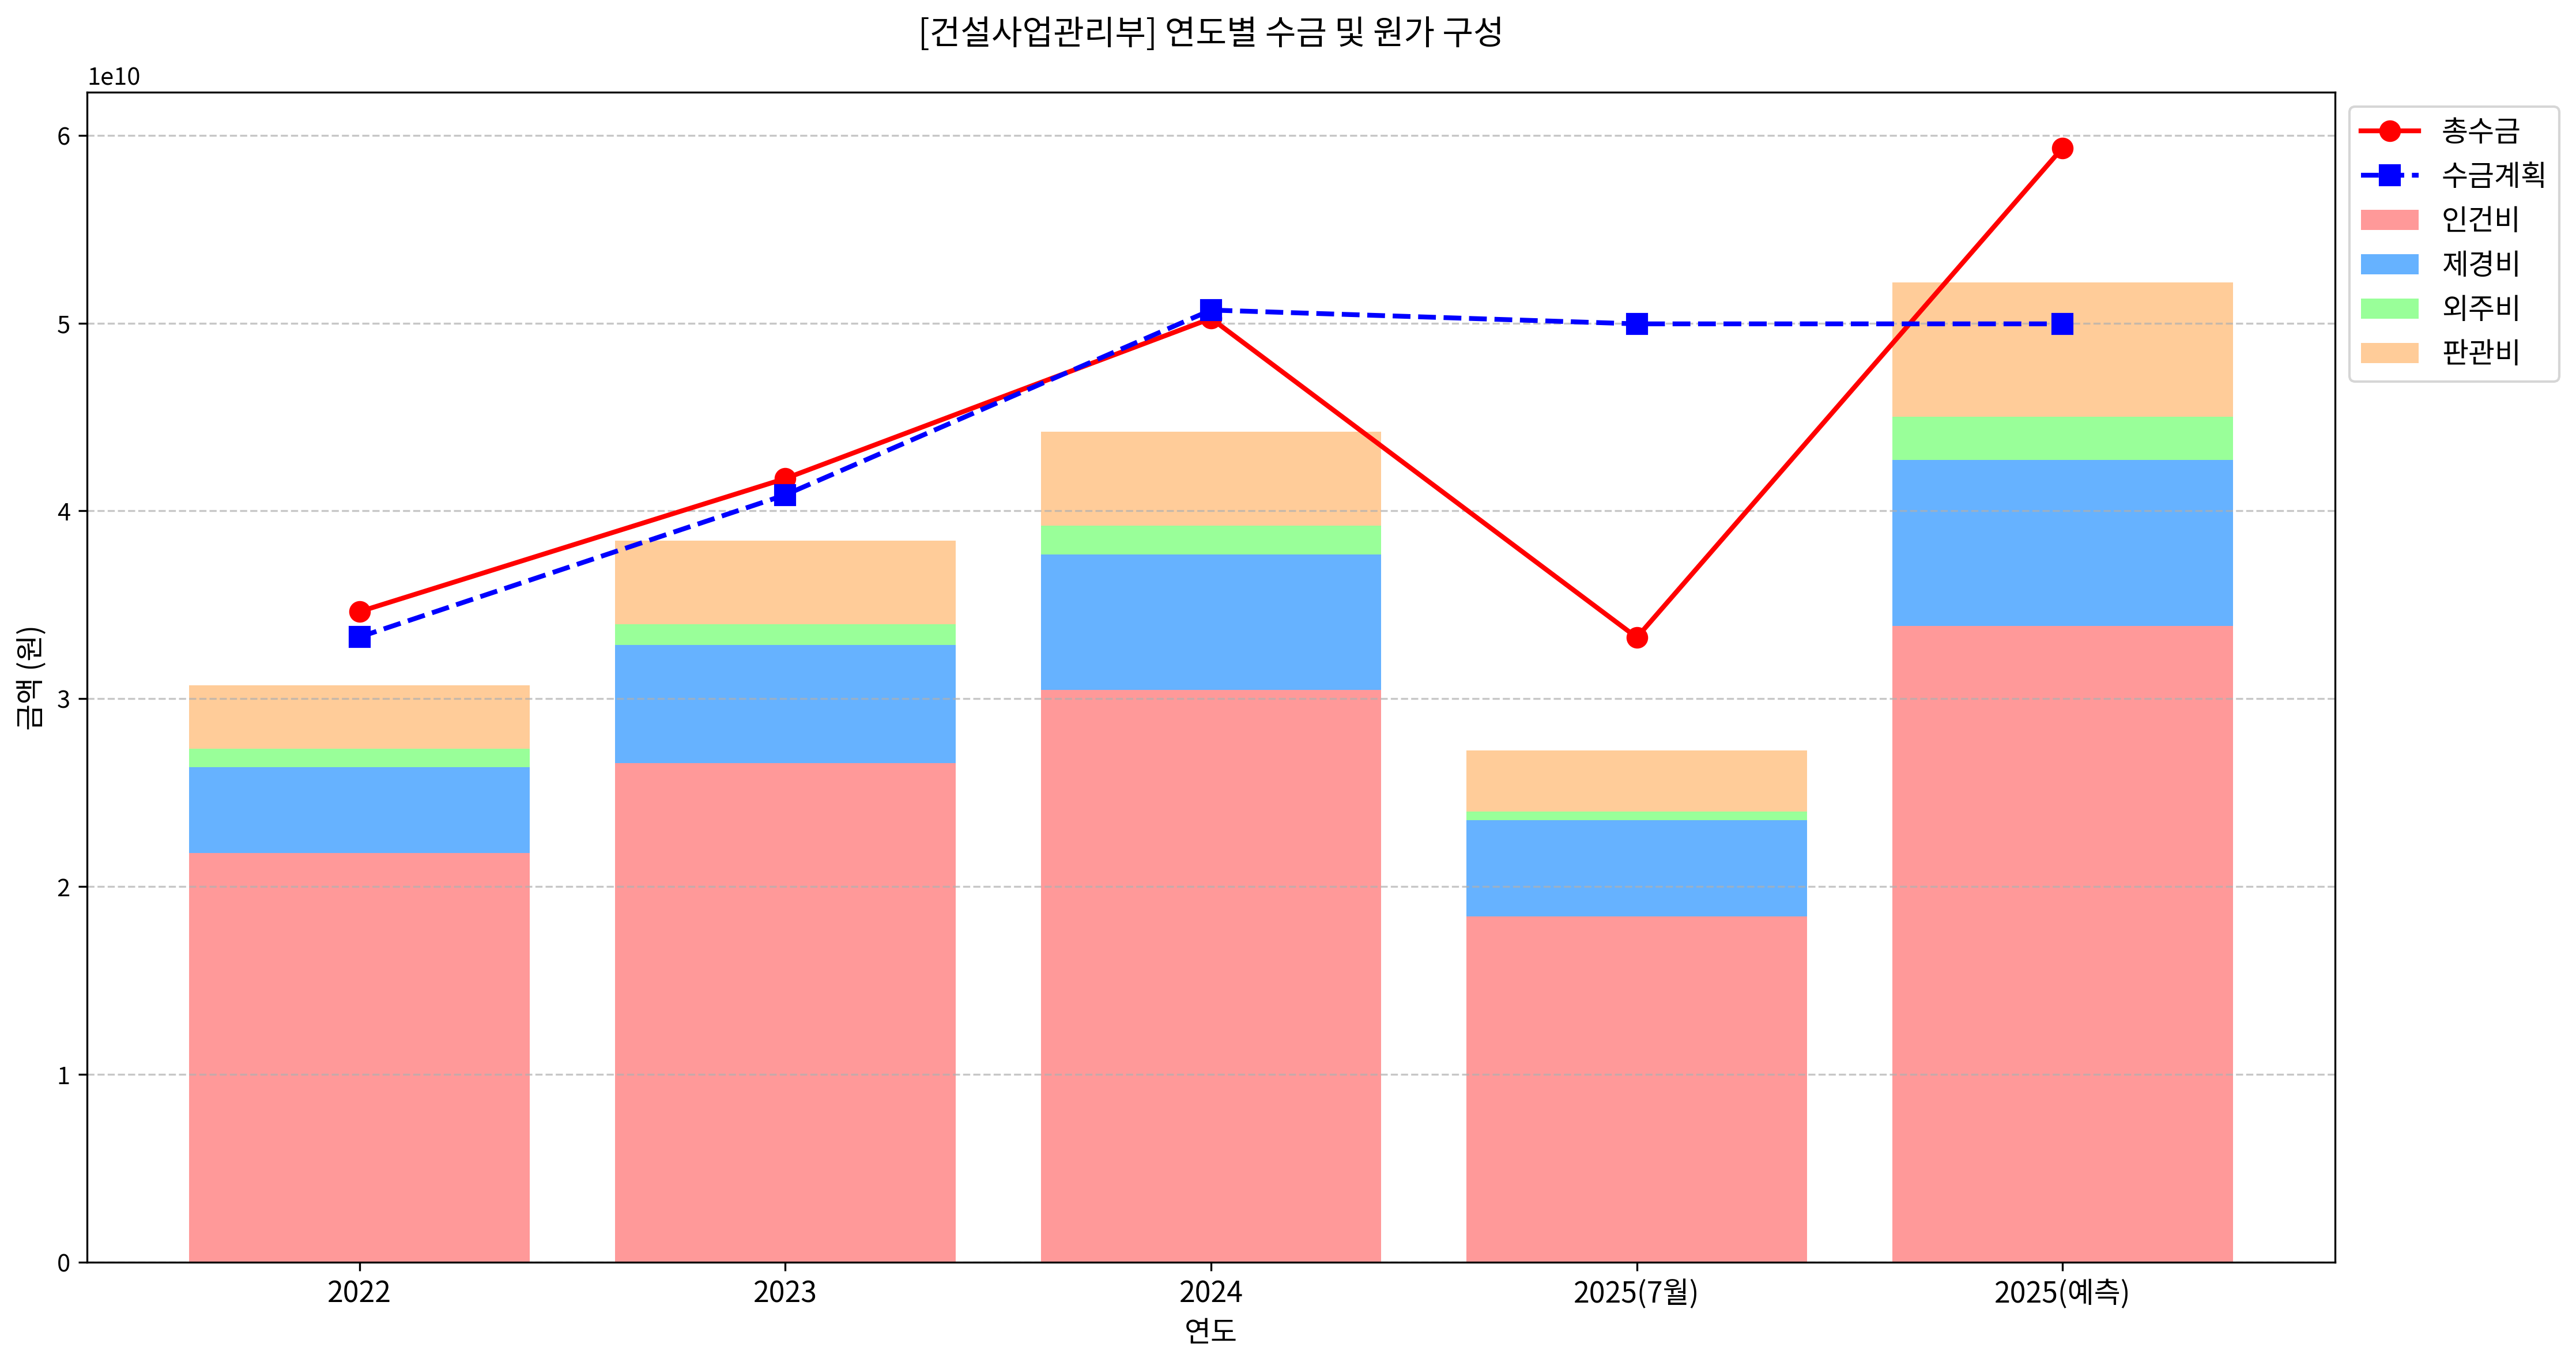 [건설사업관리부] 연도별 수금 및 원가 구성
1e10
6
5
4
3
2
1
0
금액 (원)
2022
2023
2024
2025(7월)
2025(예측)
연도
총수금
수금계획
인건비
제경비
외주비
판관비